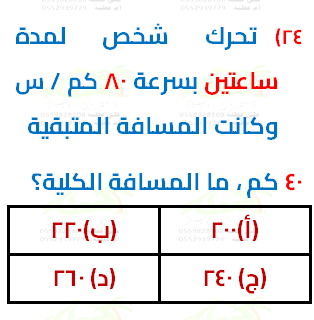 ٢٤) تحرك شخص لمدة
ساعتين بسرعة ٨٠ كم / س
وكانت المسافة المتبقية
٤٠ كم ، ما المسافة الكلية؟
(أ) ٢٠٠
(ب) ٢٢٠
(ج) ٢٤٠
(د) ٢٦٠